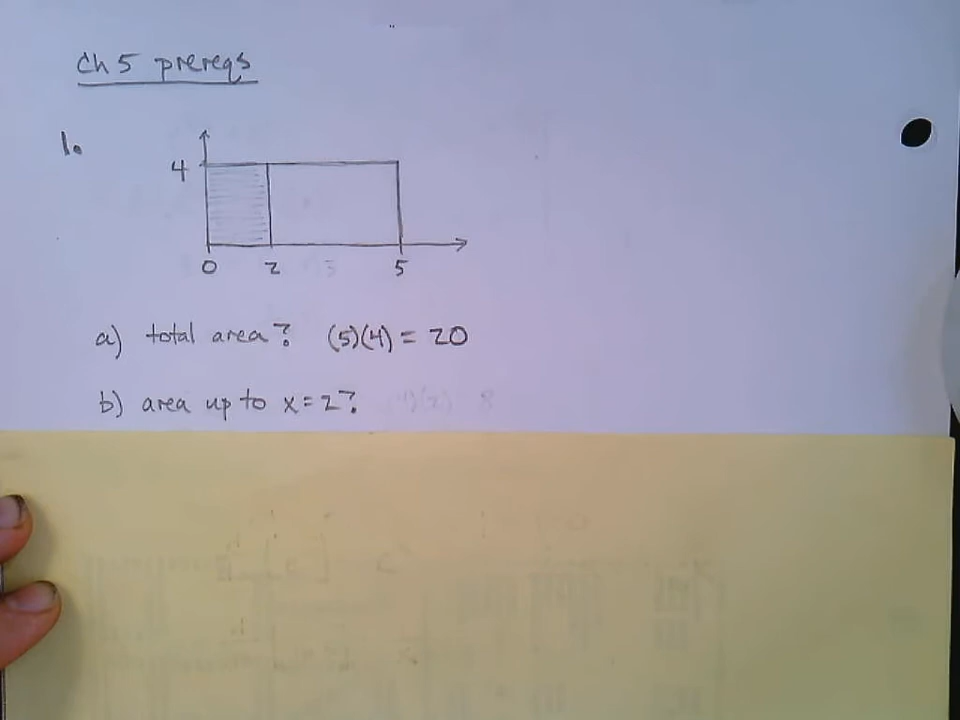 Ch 5 prereqs
1.
4
0 2 5
a) total area? (5)(4) = 20
b) area up to x = 2?